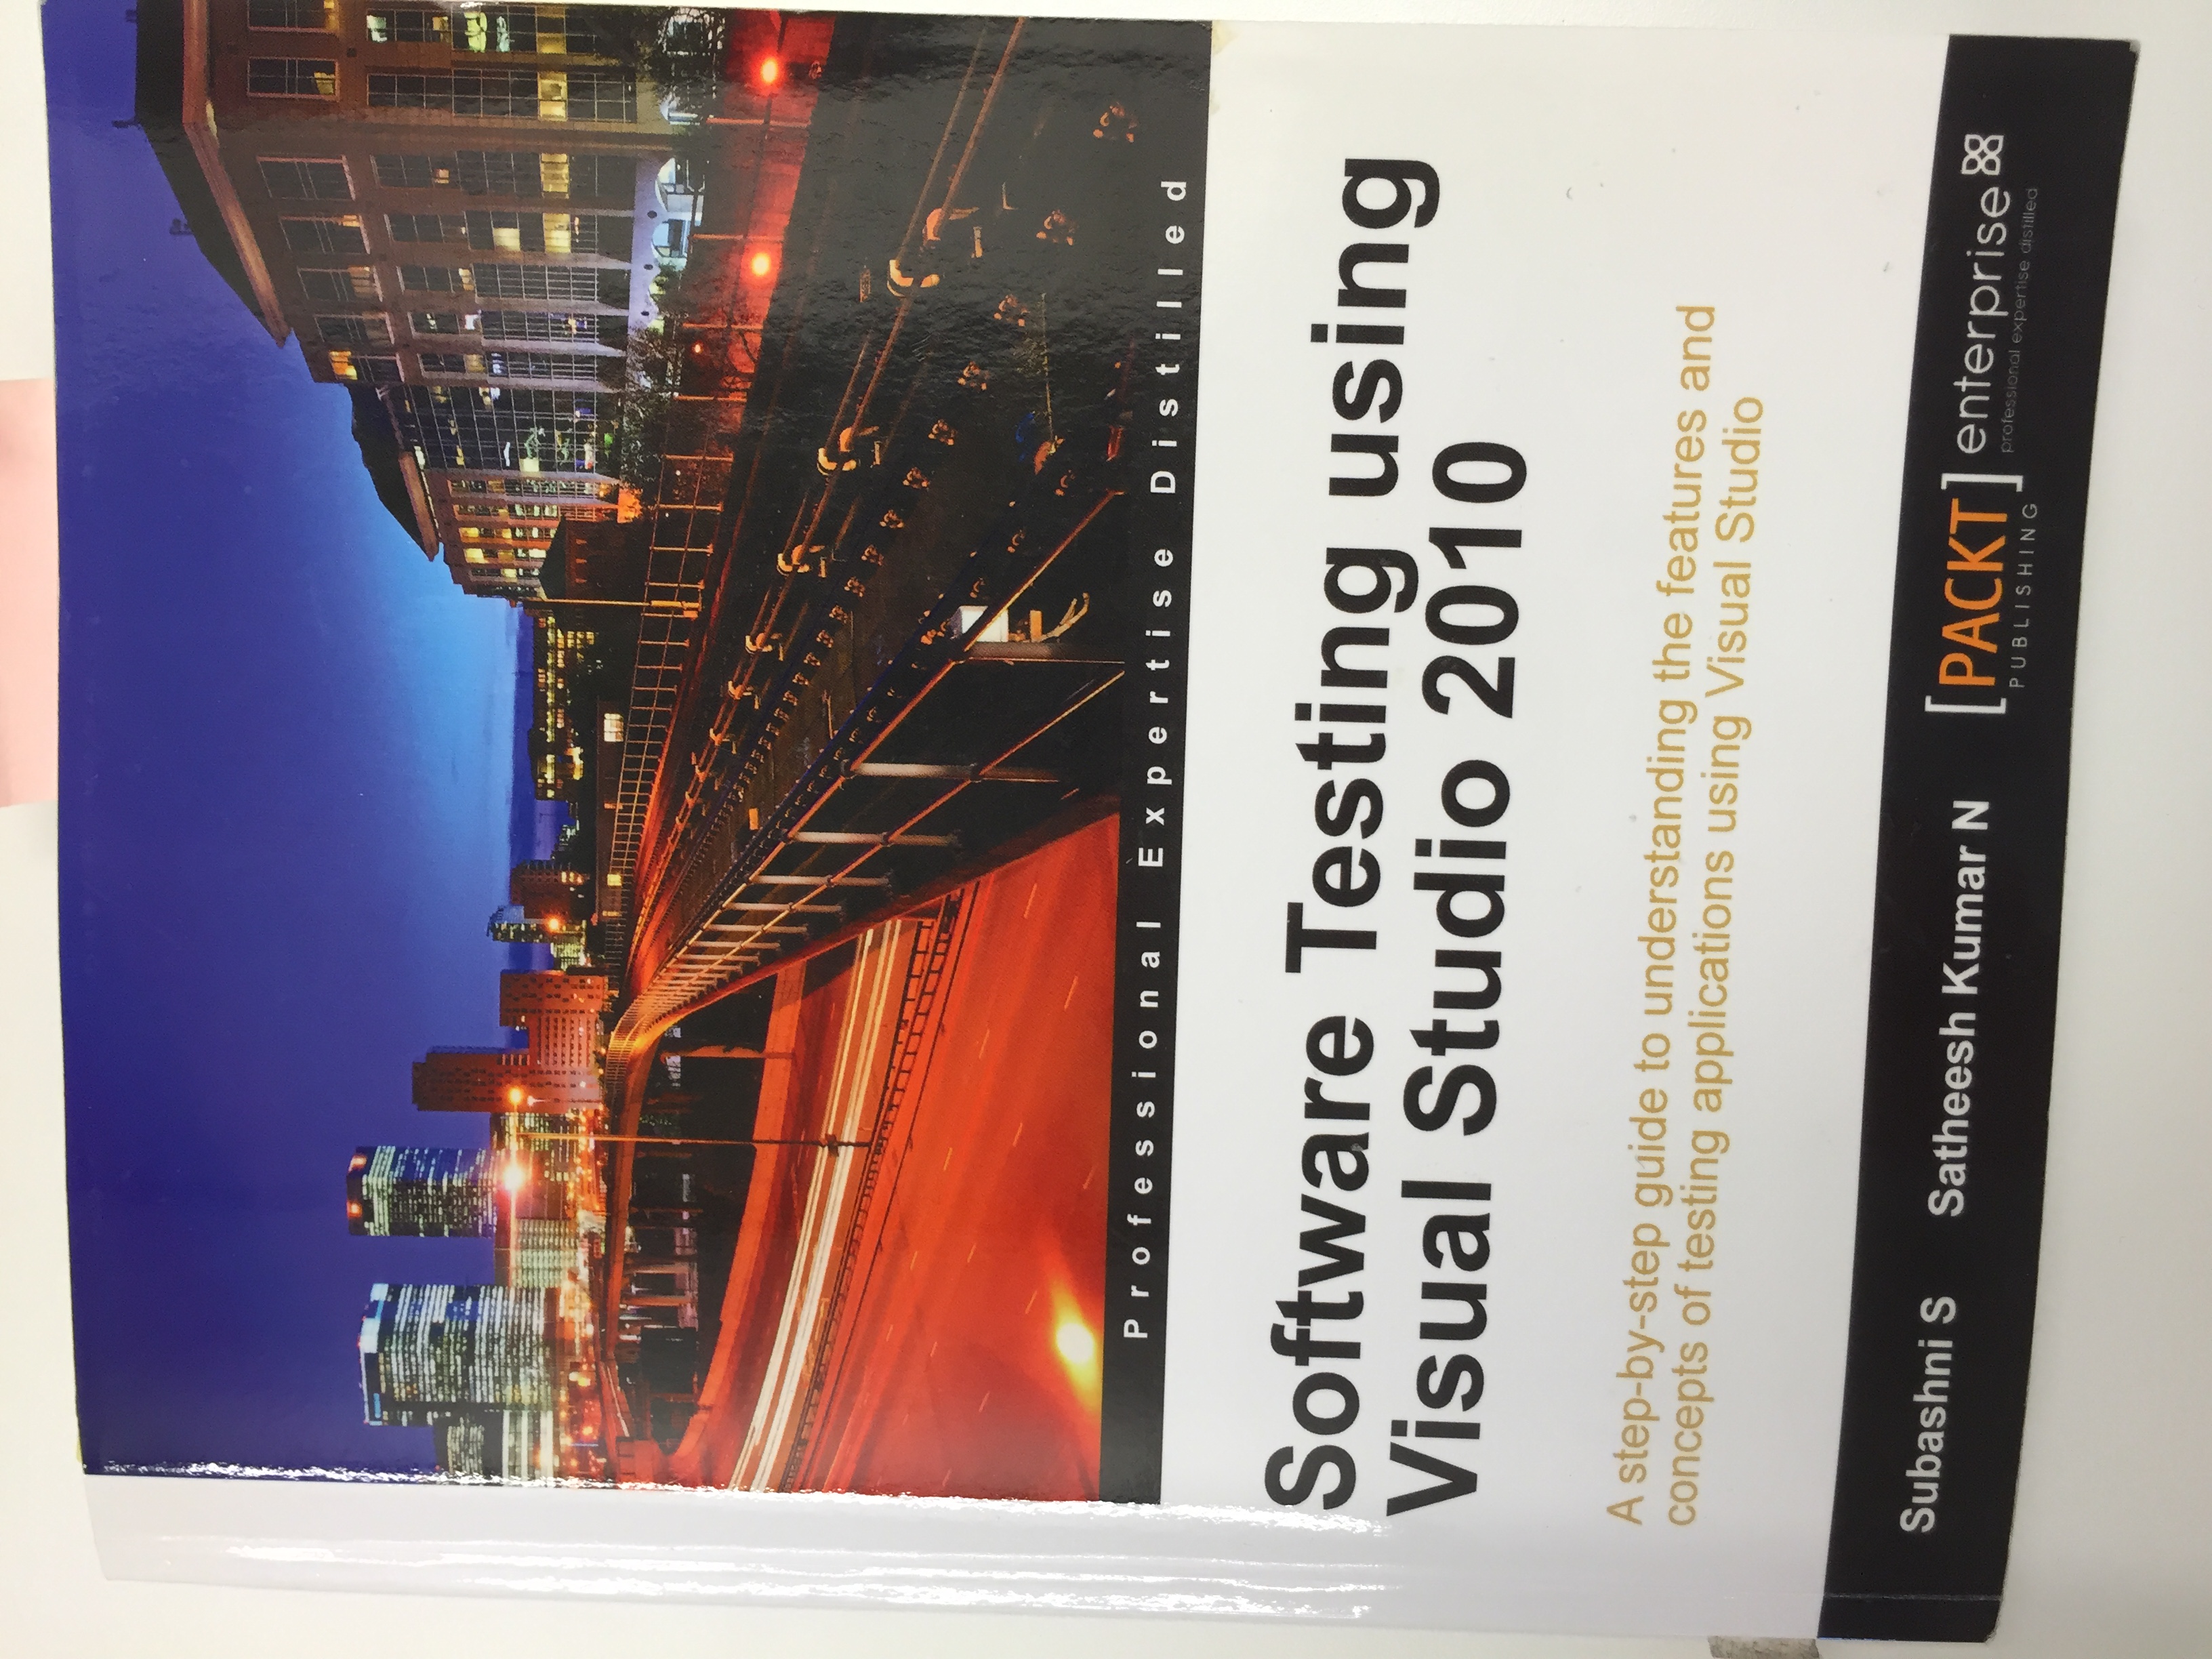 Professional Expertise Distilled
Software Testing using
Visual Studio 2010
A step-by-step guide to understanding the features and
concepts of testing applications using Visual Studio
Subashni S
Satheesh Kumar N
[PACKT]
PUBLISHING
enterprise
professional expertise distilled